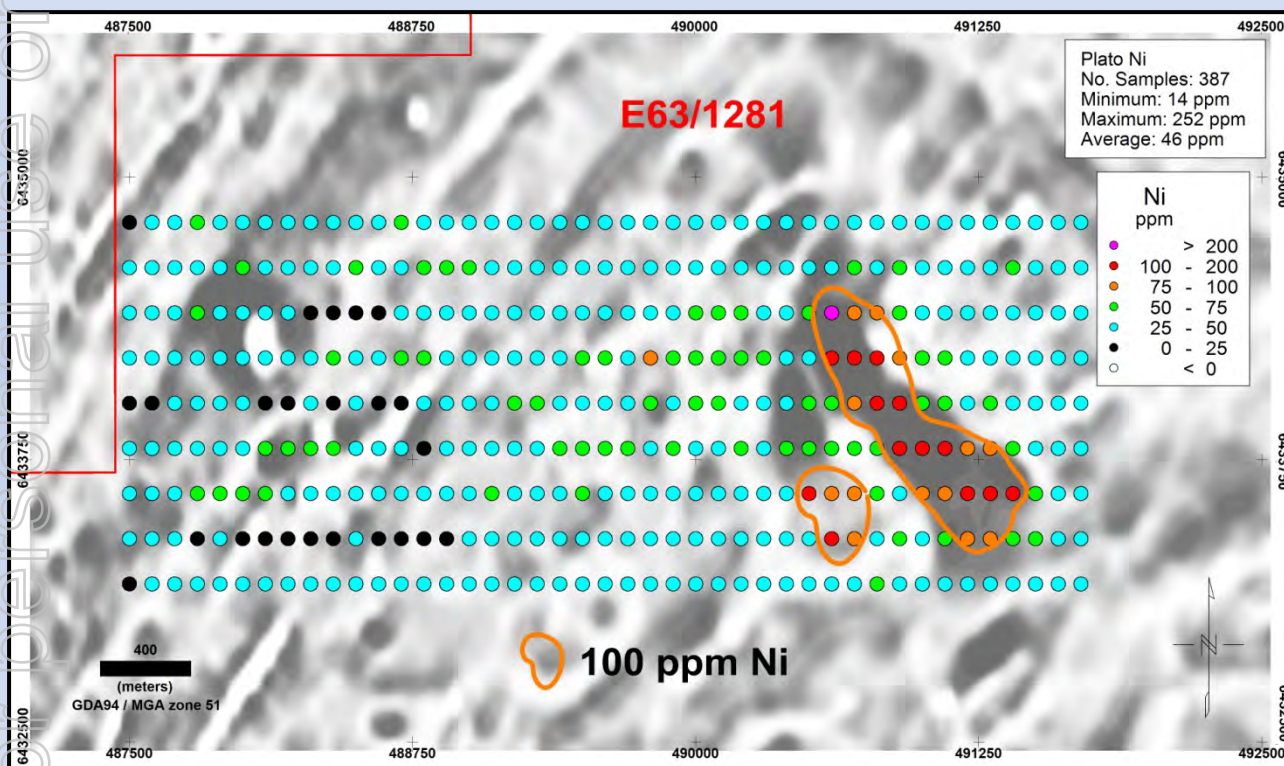 487500 488750 490000 491250 492500
Plato Ni
No. Samples: 387
Minimum: 14 ppm
Maximum: 252 ppm
Average: 46 ppm
E63/1281
6435000
Ni
ppm
> 200
100 - 200
75 - 100
50 - 75
25 - 50
0 - 25
< 0
6433750
100 ppm Ni
400
(meters)
GDA94 / MGA zone 51
N
6432500
487500 488750 490000 491250 492500
personal use